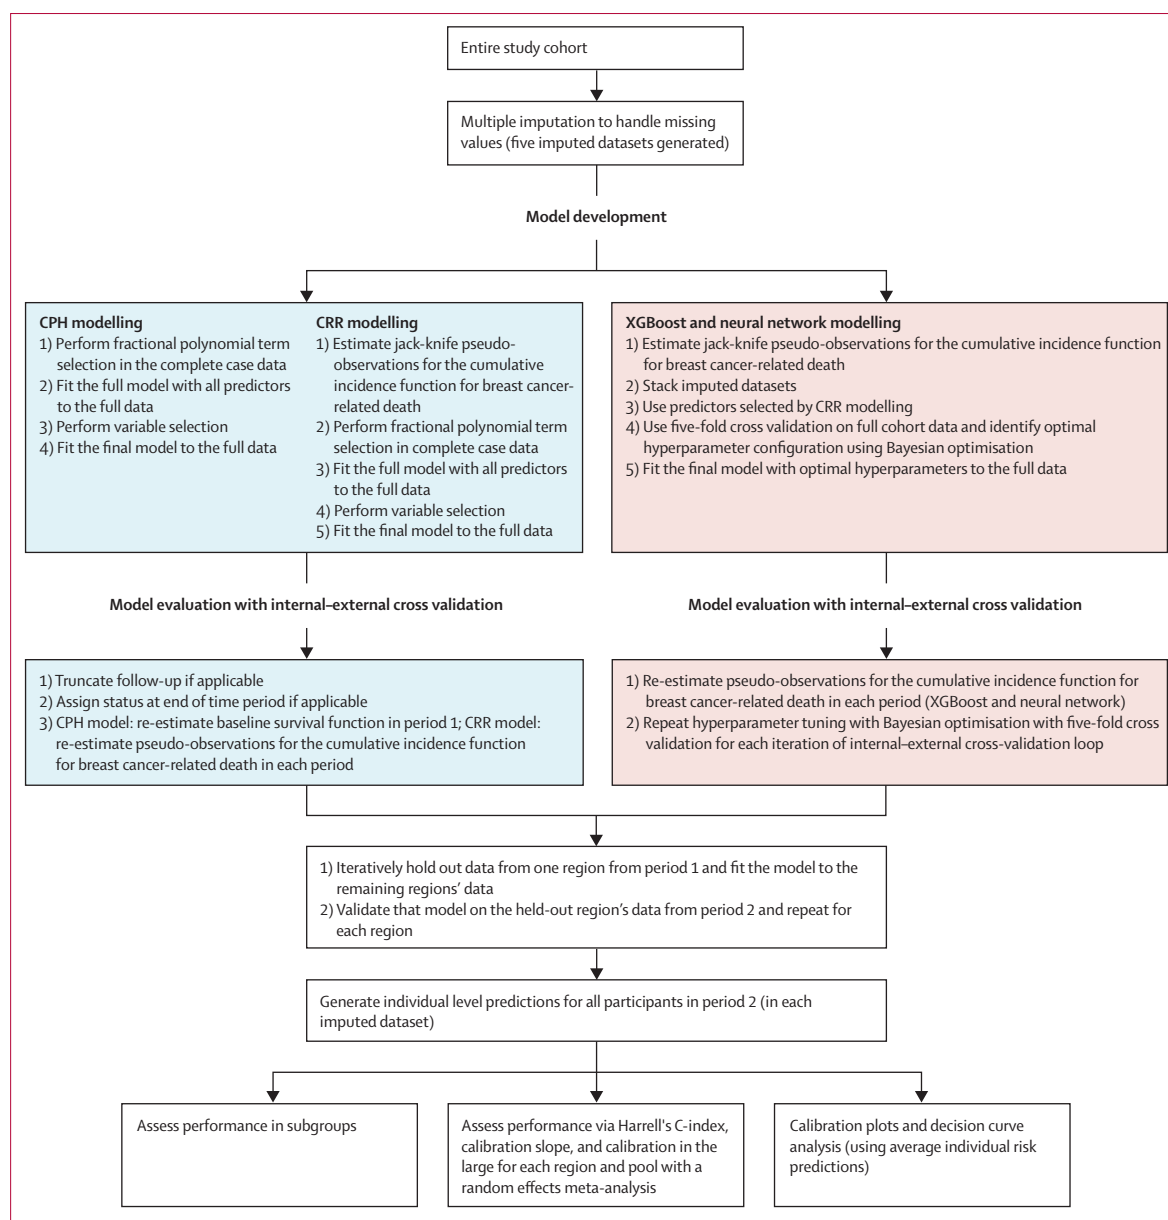 Entire study cohort
Multiple imputation to handle missing
values (five imputed datasets generated)
Model development
CPH modelling
1) Perform fractional polynomial term
selection in the complete case data
2) Fit the full model with all predictors
to the full data
3) Perform variable selection
4) Fit the final model to the full data
CRR modelling
1) Estimate jack-knife pseudo-
observations for the cumulative
incidence function for breast cancer-
related death
2) Perform fractional polynomial term
selection in complete case data
3) Fit the full model with all predictors
to the full data
4) Perform variable selection
5) Fit the final model to the full data
XGBoost and neural network modelling
1) Estimate jack-knife pseudo-observations for the cumulative incidence function
for breast cancer-related death
2) Stack imputed datasets
3) Use predictors selected by CRR modelling
4) Use five-fold cross validation on full cohort data and identify optimal
hyperparameter configuration using Bayesian optimisation
5) Fit the final model with optimal hyperparameters to the full data
Model evaluation with internal–external cross validation
Model evaluation with internal–external cross validation
1) Truncate follow-up if applicable
2) Assign status at end of time period if applicable
3) CPH model: re-estimate baseline survival function in period 1; CRR model:
re-estimate pseudo-observations for the cumulative incidence function
for breast cancer-related death in each period
1) Re-estimate pseudo-observations for the cumulative incidence function for
breast cancer-related death in each period (XGBoost and neural network)
2) Repeat hyperparameter tuning with Bayesian optimisation with five-fold cross
validation for each iteration of internal–external cross-validation loop
1) Iteratively hold out data from one region from period 1 and fit the model to the
remaining regions' data
2) Validate that model on the held-out region's data from period 2 and repeat for
each region
Generate individual level predictions for all participants in period 2 (in each
imputed dataset)
Assess performance in subgroups
Assess performance via Harrell's C-index,
calibration slope, and calibration in the
large for each region and pool with a
random effects meta-analysis
Calibration plots and decision curve
analysis (using average individual risk
predictions)